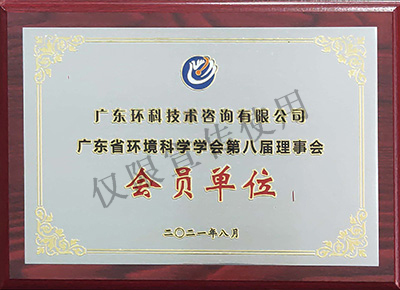 广东环科技术咨询有限公司
广东省环境科学学会第八届理事会
会员单位
二〇二一年八月
仅限宣传使用